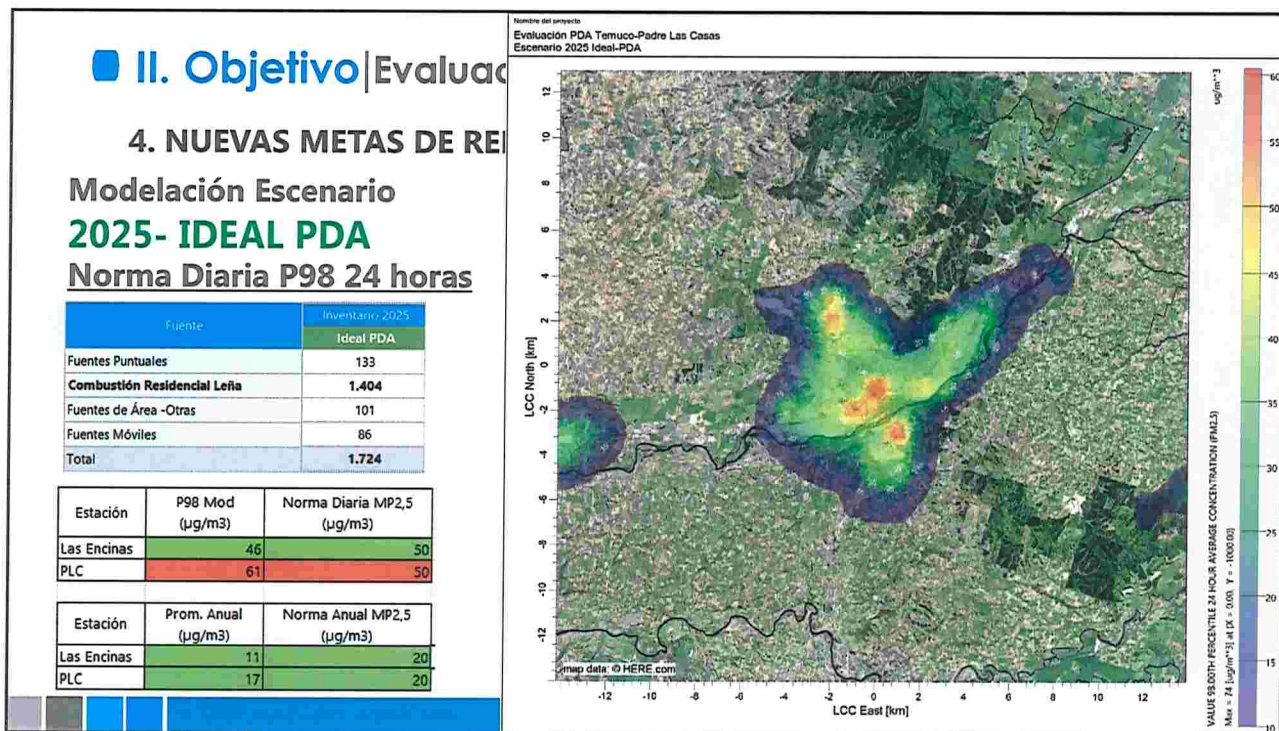 II. Objetivo|Evaluac
4. NUEVAS METAS DE REI
Modelación Escenario
2025- IDEAL PDA
Norma Diaria P98 24 horas
Fuente Inventario 2025
Ideal PDA
Fuentes Puntuales 133
Combustión Residencial Leña 1.404
Fuentes de Área -Otras 101
Fuentes Móviles 86
Total 1.724
Estación P98 Mod (µg/m3) Norma Diaria MP2,5 (µg/m3)
Las Encinas 46 50
PLC 61 50
Estación Prom. Anual (µg/m3) Norma Anual MP2,5 (µg/m3)
Las Encinas 11 20
PLC 17 20
Nombre del proyecto
Evaluación PDA Temuco-Padre Las Casas
Escenario 2025 Ideal-PDA
LCC North [km]
12
10
8
6
4
2
0
-2
-4
-6
-8
-10
-12
map data: © HERE.com
-12 -10 -8 -6 -4 -2 0 2 4 6 8 10 12
LCC East [km]
ug/m**3
VALUE 98.00TH PERCENTILE 24 HOUR AVERAGE CONCENTRATION (PM2.5)
Max = 74 [ug/m**3] at [X = 0.00, Y = -1000.00]
60
50
45
40
35
30
25
20
15
10